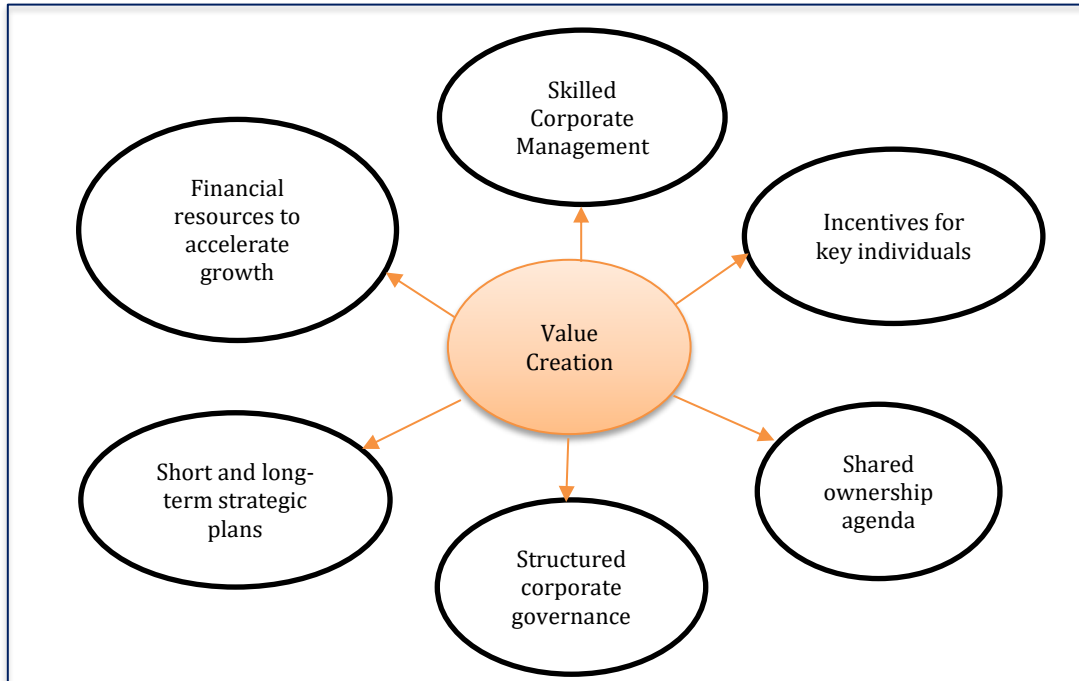 Skilled
Corporate
Management
Financial
resources to
accelerate
growth
Incentives for
key individuals
Value
Creation
Short and long-
term strategic
plans
Shared
ownership
agenda
Structured
corporate
governance